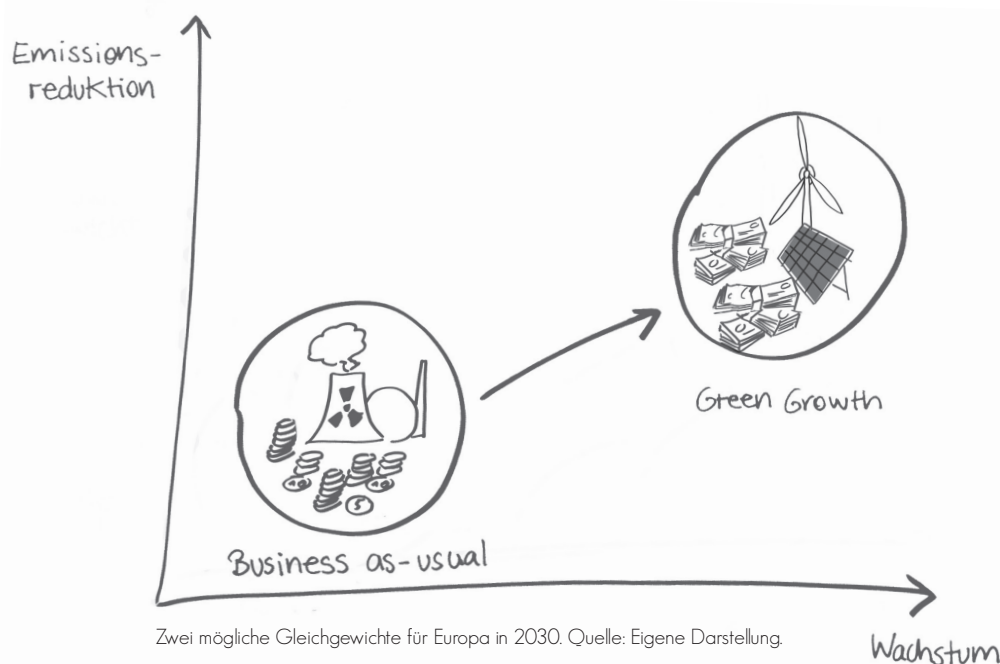 Emissions-
reduktion
Green Growth
Business as-usual
Zwei mögliche Gleichgewichte für Europa in 2030. Quelle: Eigene Darstellung.
Wachstum